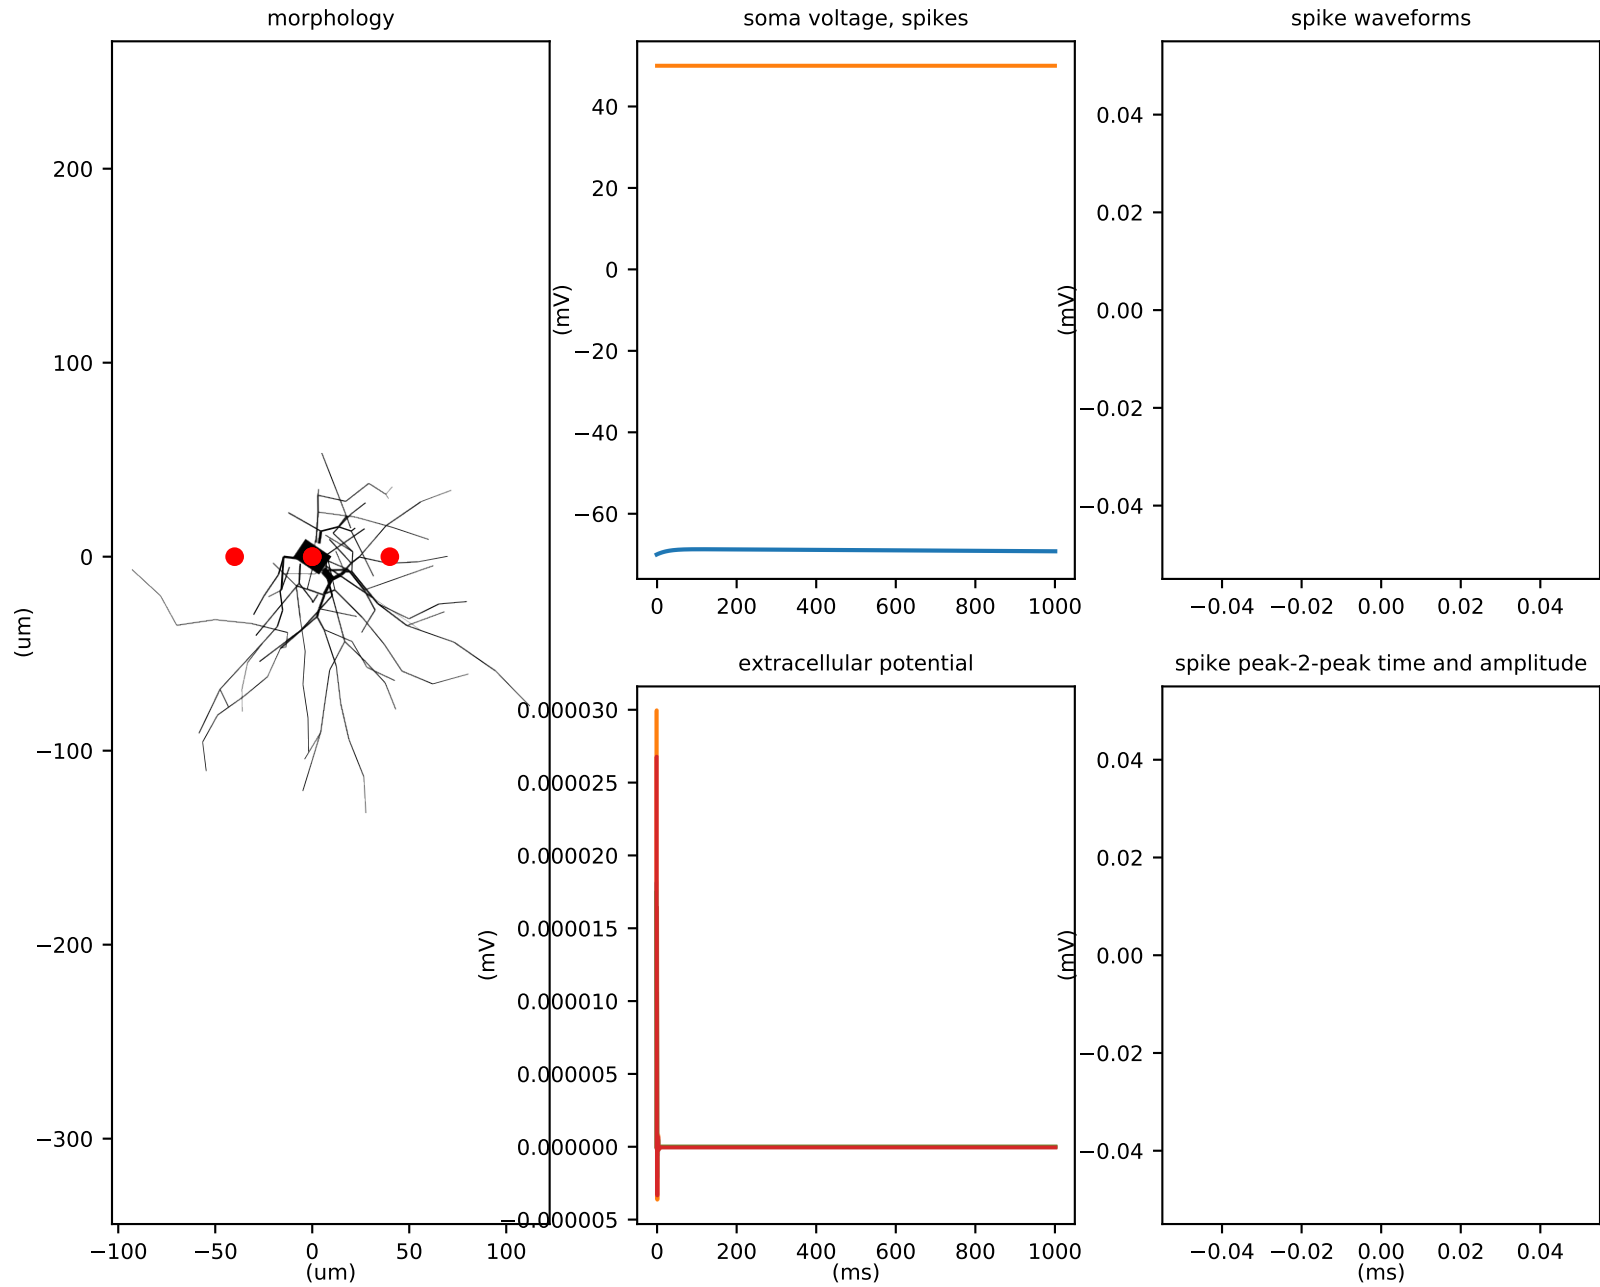 morphology
200
100
0
−100
−200
−300
(um)
−100 −50 0 50 100
(um)
soma voltage, spikes
40
20
0
−20
−40
−60
(mV)
0 200 400 600 800 1000
spike waveforms
0.04
0.02
0.00
−0.02
−0.04
(mV)
−0.04 −0.02 0.00 0.02 0.04
extracellular potential
0.000030
0.000025
0.000020
0.000015
0.000010
0.000005
0.000000
−0.000005
(mV)
0 200 400 600 800 1000
(ms)
spike peak-2-peak time and amplitude
0.04
0.02
0.00
−0.02
−0.04
(mV)
−0.04 −0.02 0.00 0.02 0.04
(ms)